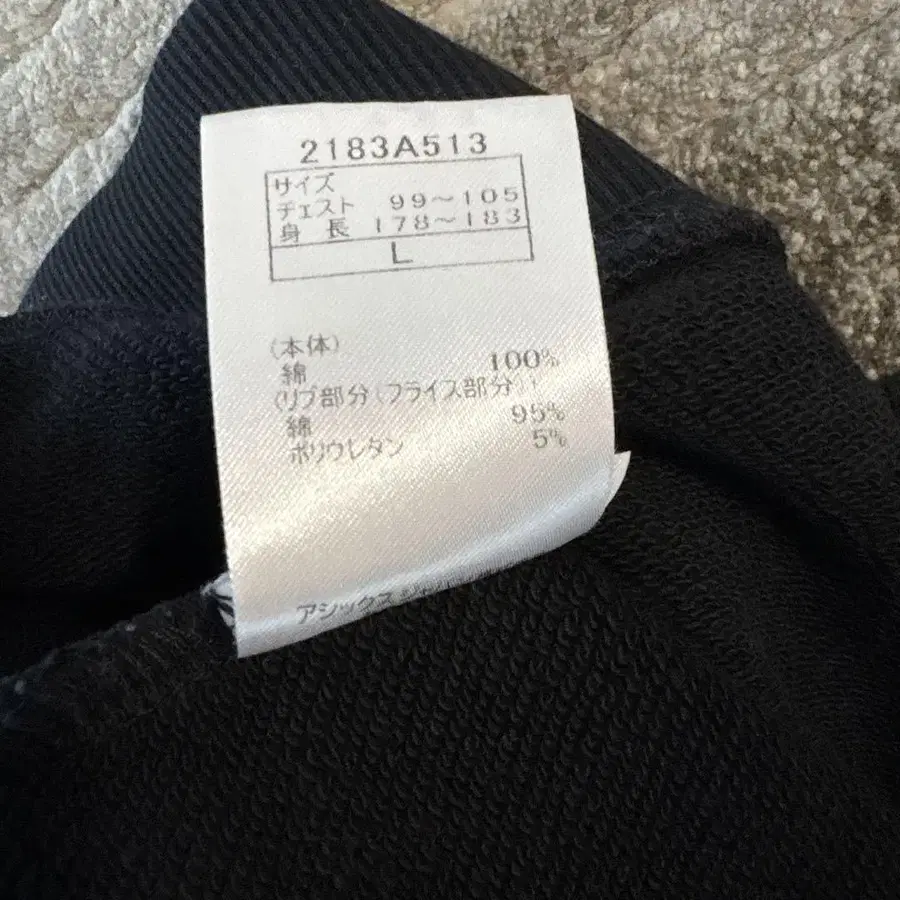 2183A513
サイズ
チェスト 99～105
身 長 178～183
L
(本体)
綿 100%
(リブ部分(フライス部分))
綿 95%
ポリウレタン 5%
アシックス